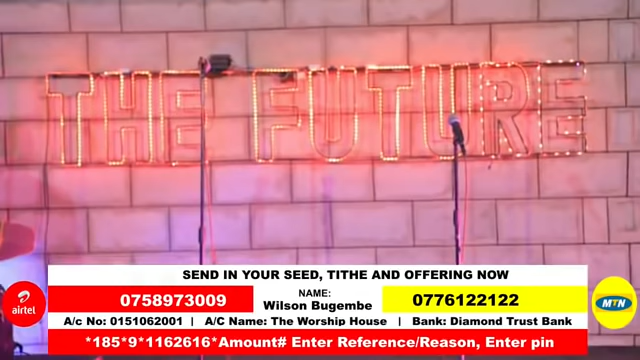 THE FUTURE
SEND IN YOUR SEED, TITHE AND OFFERING NOW
0758973009
NAME:
Wilson Bugembe
0776122122
airtel
MTN
A/c No: 0151062001 | A/C Name: The Worship House | Bank: Diamond Trust Bank
*185*9*1162616*Amount# Enter Reference/Reason, Enter pin